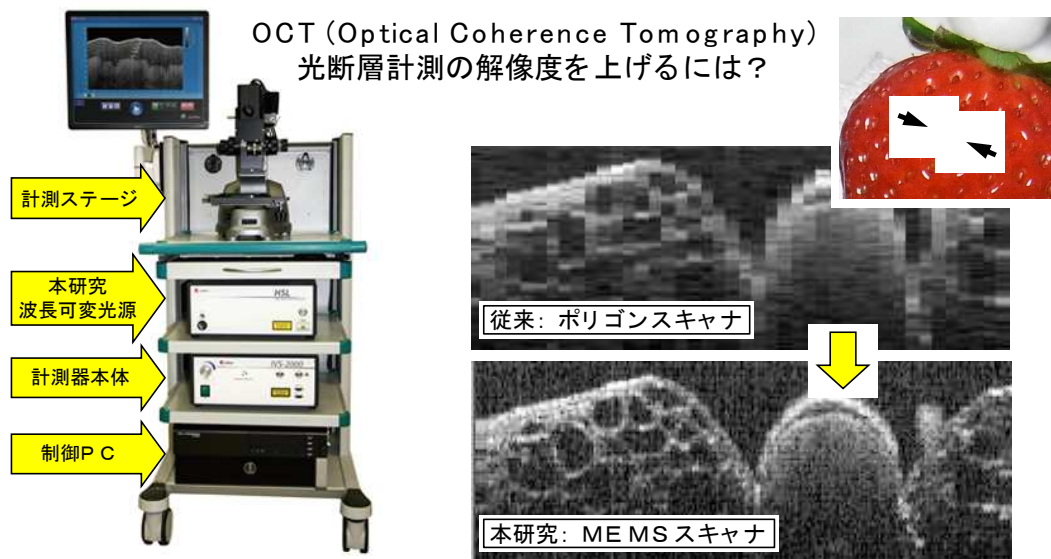 OCT (Optical Coherence Tomography)
光断層計測の解像度を上げるには？
計測ステージ
本研究
波長可変光源
計測器本体
制御ＰＣ
HSL
IVS-2000
従来: ポリゴンスキャナ
本研究: ＭＥＭＳスキャナ